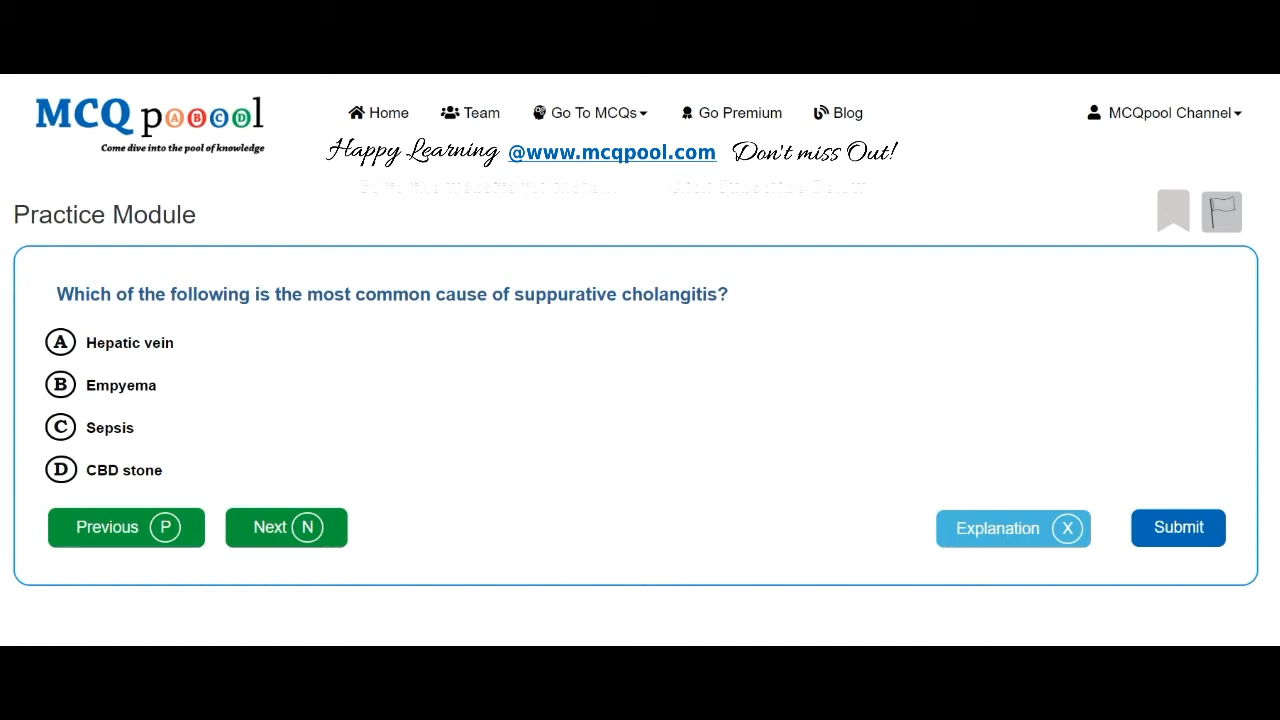 MCQ pABCDl
Come dive into the pool of knowledge
Home Team Go To MCQs Go Premium Blog MCQpool Channel
Happy Learning @www.mcqpool.com Don't miss Out!
Practice Module
Which of the following is the most common cause of suppurative cholangitis?
A Hepatic vein
B Empyema
C Sepsis
D CBD stone
Previous P Next N Explanation X Submit